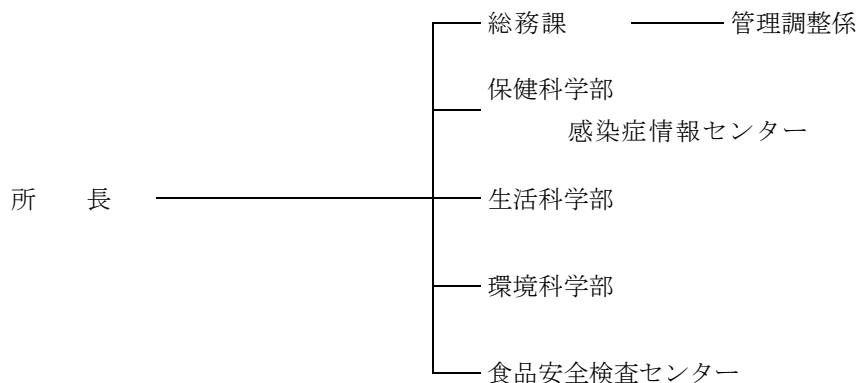 総務課 管理調整係
保健科学部
感染症情報センター
所長 生活科学部
環境科学部
食品安全検査センター